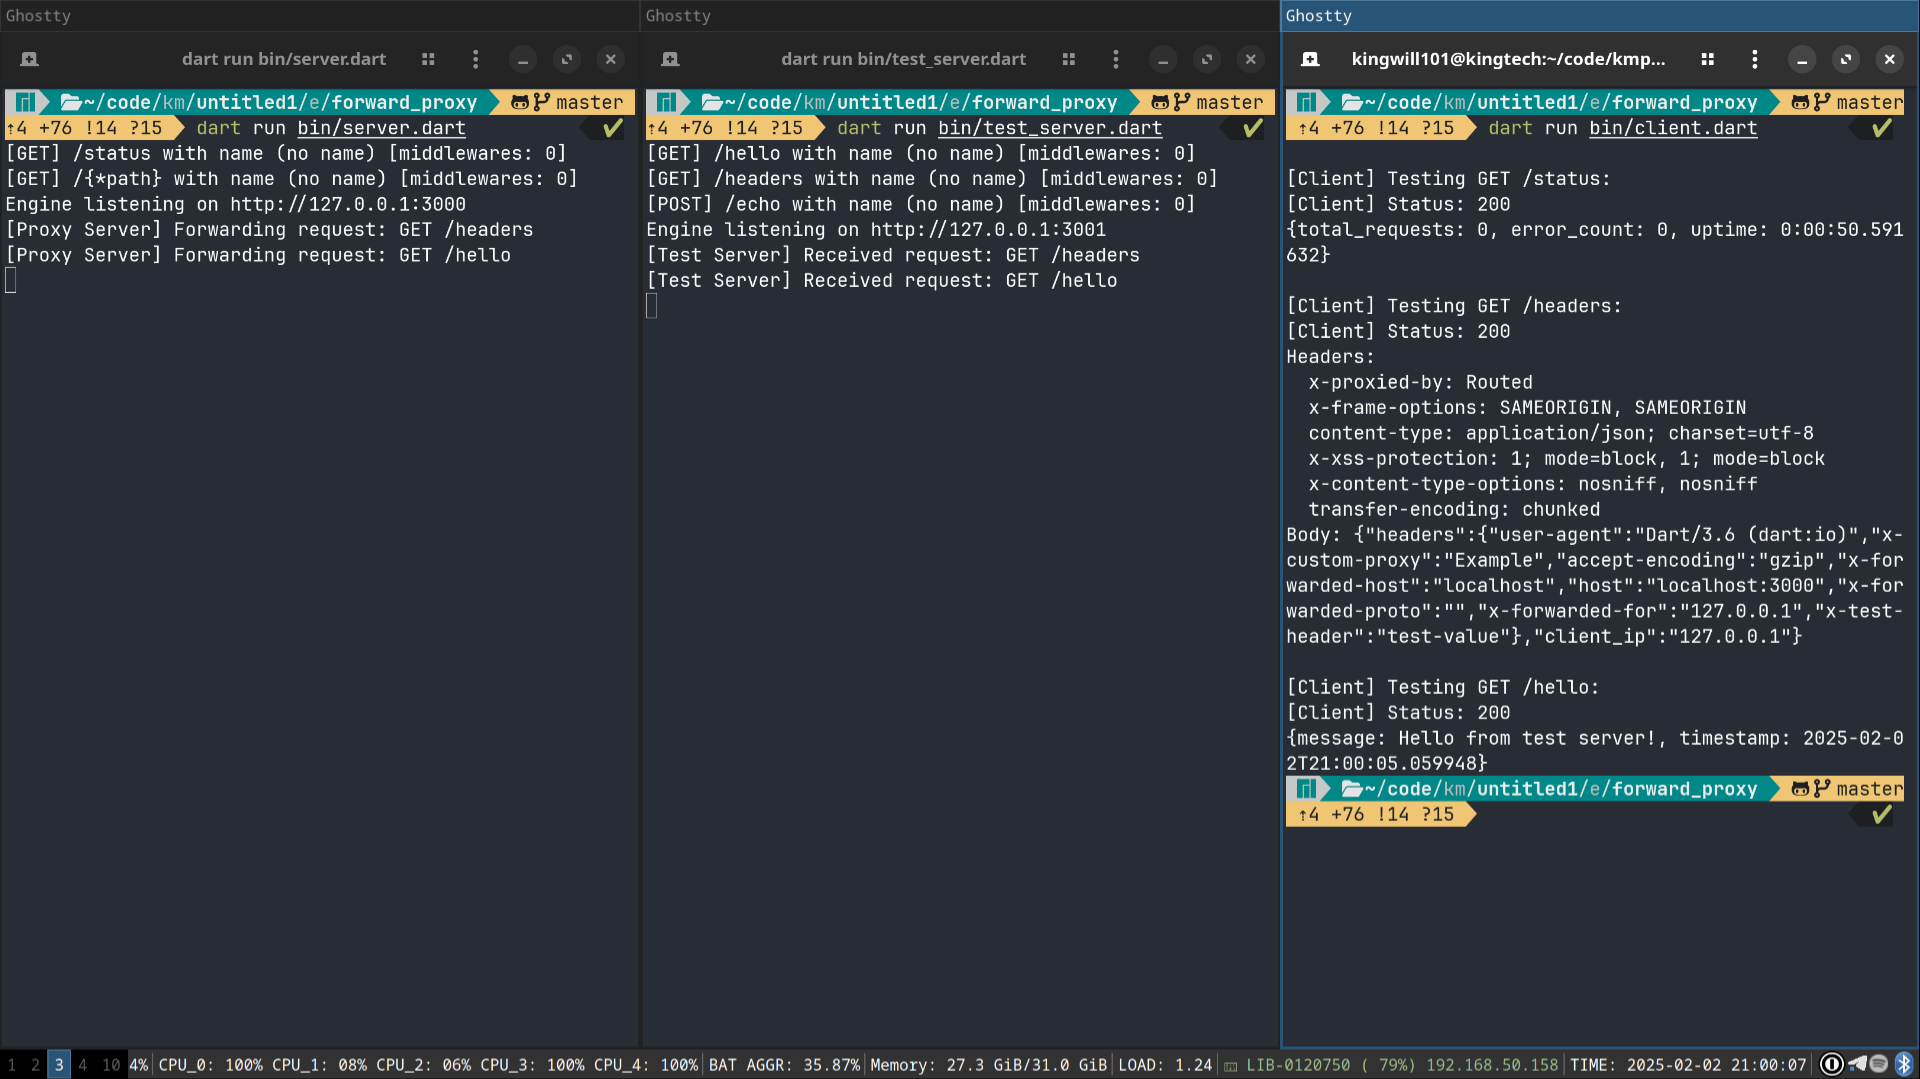 Ghostty
dart run bin/server.dart
~/code/km/untitled1/e/forward_proxy master
↑4 +76 !14 ?15 dart run bin/server.dart ✔
[GET] /status with name (no name) [middlewares: 0]
[GET] /{*path} with name (no name) [middlewares: 0]
Engine listening on http://127.0.0.1:3000
[Proxy Server] Forwarding request: GET /headers
[Proxy Server] Forwarding request: GET /hello
Ghostty
dart run bin/test_server.dart
~/code/km/untitled1/e/forward_proxy master
↑4 +76 !14 ?15 dart run bin/test_server.dart ✔
[GET] /hello with name (no name) [middlewares: 0]
[GET] /headers with name (no name) [middlewares: 0]
[POST] /echo with name (no name) [middlewares: 0]
Engine listening on http://127.0.0.1:3001
[Test Server] Received request: GET /headers
[Test Server] Received request: GET /hello
Ghostty
kingwill101@kingtech:~/code/kmp...
~/code/km/untitled1/e/forward_proxy master
↑4 +76 !14 ?15 dart run bin/client.dart ✔
[Client] Testing GET /status:
[Client] Status: 200
{total_requests: 0, error_count: 0, uptime: 0:00:50.591
632}
[Client] Testing GET /headers:
[Client] Status: 200
Headers:
x-proxied-by: Routed
x-frame-options: SAMEORIGIN, SAMEORIGIN
content-type: application/json; charset=utf-8
x-xss-protection: 1; mode=block, 1; mode=block
x-content-type-options: nosniff, nosniff
transfer-encoding: chunked
Body: {"headers":{"user-agent":"Dart/3.6 (dart:io)","x-
custom-proxy":"Example","accept-encoding":"gzip","x-for
warded-host":"localhost","host":"localhost:3000","x-for
warded-proto":"","x-forwarded-for":"127.0.0.1","x-test-
header":"test-value"},"client_ip":"127.0.0.1"}
[Client] Testing GET /hello:
[Client] Status: 200
{message: Hello from test server!, timestamp: 2025-02-0
2T21:00:05.059948}
~/code/km/untitled1/e/forward_proxy master
↑4 +76 !14 ?15 ✔
1 2 3 4 10 4% CPU_0: 100% CPU_1: 08% CPU_2: 06% CPU_3: 100% CPU_4: 100% BAT AGGR: 35.87% Memory: 27.3 GiB/31.0 GiB LOAD: 1.24 LIB-0120750 ( 79%) 192.168.50.158 TIME: 2025-02-02 21:00:07